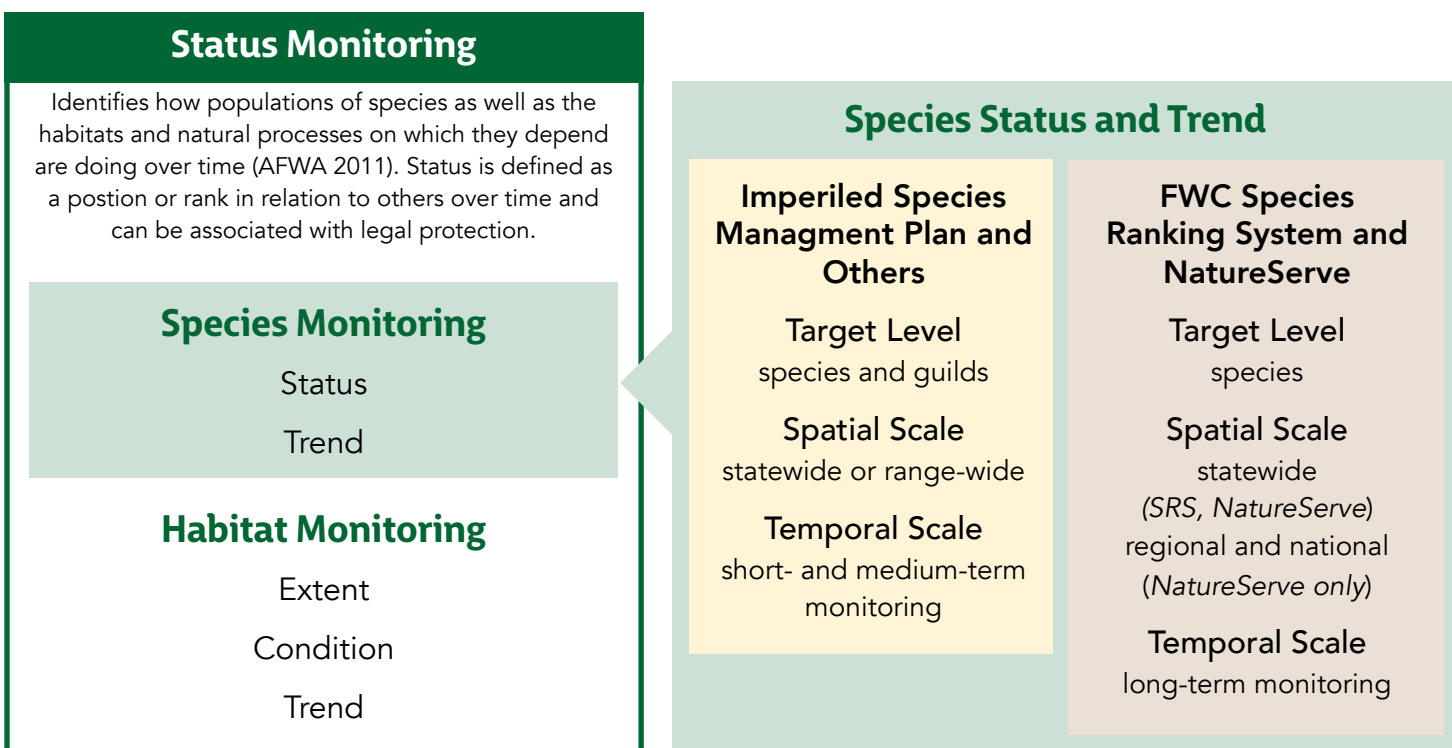 Status Monitoring
Identifies how populations of species as well as the
habitats and natural processes on which they depend
are doing over time (AFWA 2011). Status is defined as
a postion or rank in relation to others over time and
can be associated with legal protection.
Species Monitoring
Status
Trend
Habitat Monitoring
Extent
Condition
Trend
Species Status and Trend
Imperiled Species
Managment Plan and
Others
Target Level
species and guilds
Spatial Scale
statewide or range-wide
Temporal Scale
short- and medium-term
monitoring
FWC Species
Ranking System and
NatureServe
Target Level
species
Spatial Scale
statewide
(SRS, NatureServe)
regional and national
(NatureServe only)
Temporal Scale
long-term monitoring